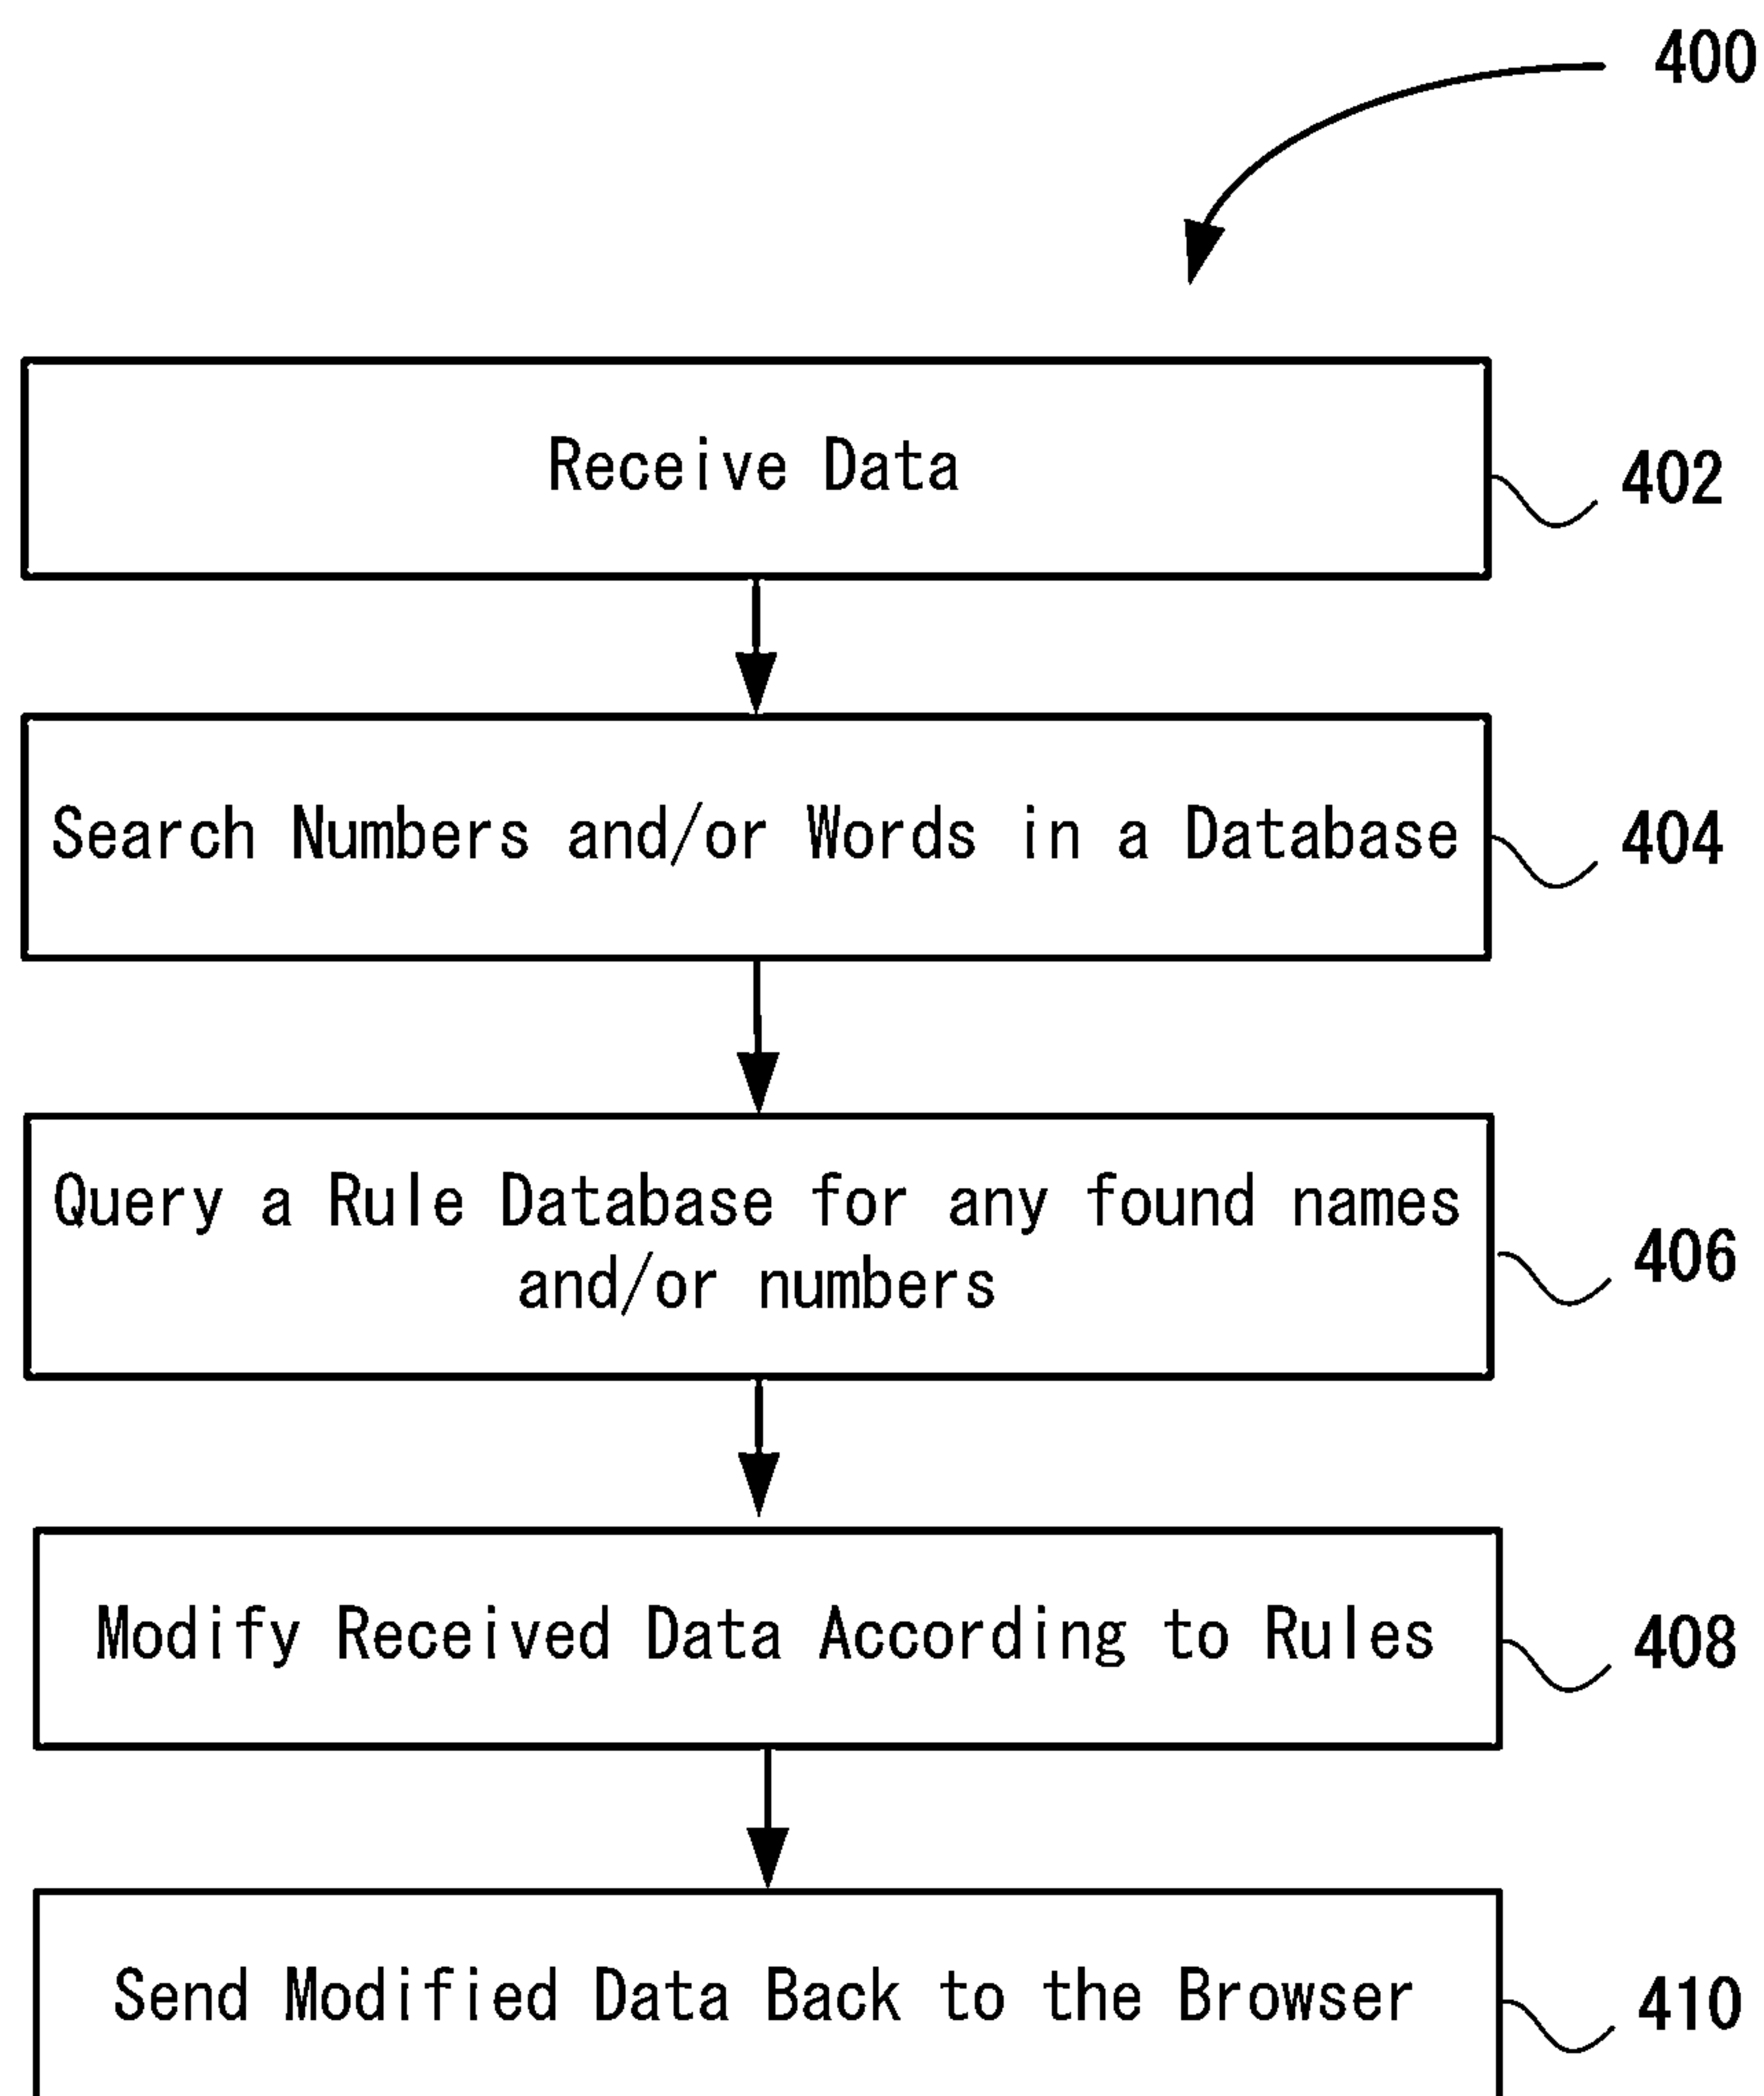 400
Receive Data
402
Search Numbers and/or Words in a Database
404
Query a Rule Database for any found names
and/or numbers
406
Modify Received Data According to Rules
408
Send Modified Data Back to the Browser
410